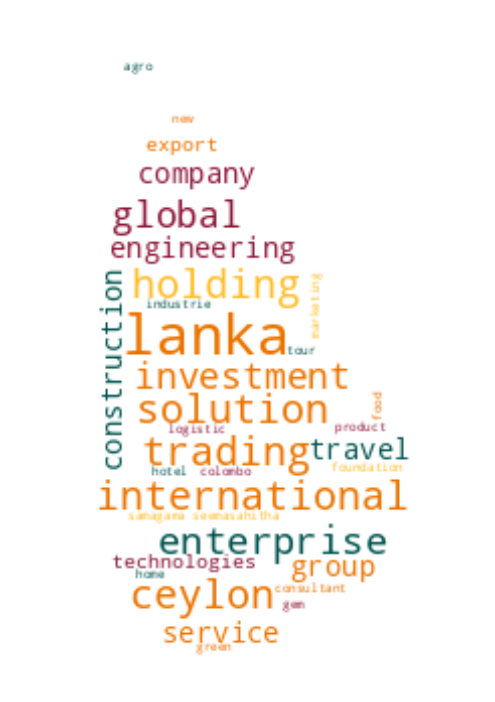 agro
new
export
company
global
engineering
holding
construction
industrie
marketing
lanka
tour
investment
solution
food
logistic
product
trading
travel
hotel
colombo
foundation
international
samagama seemasahitha
enterprise
technologies
group
home
ceylon
consultant
gem
service
green